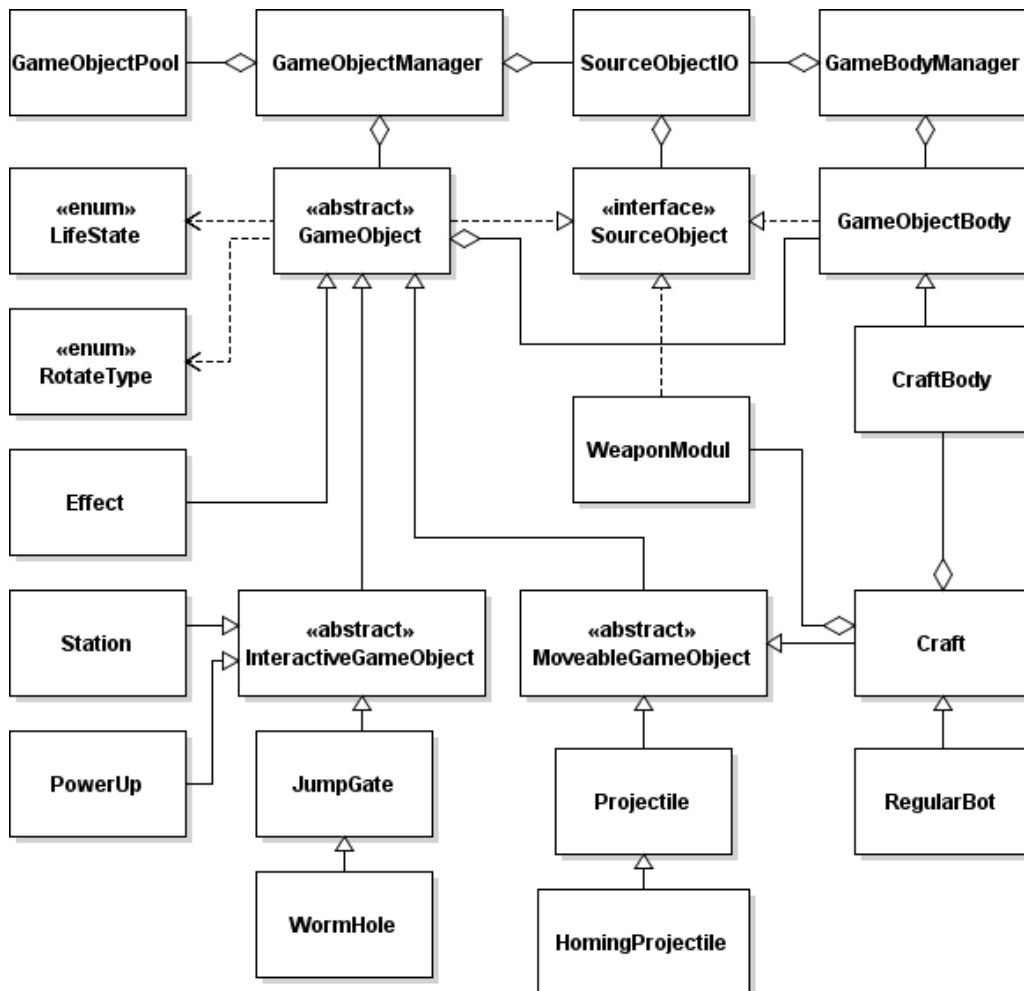 GameObjectPool
GameObjectManager
SourceObjectIO
GameBodyManager
«enum»
LifeState
«abstract»
GameObject
«interface»
SourceObject
GameObjectBody
«enum»
RotateType
CraftBody
WeaponModul
Effect
Station
«abstract»
InteractiveGameObject
«abstract»
MoveableGameObject
Craft
PowerUp
JumpGate
Projectile
RegularBot
WormHole
HomingProjectile